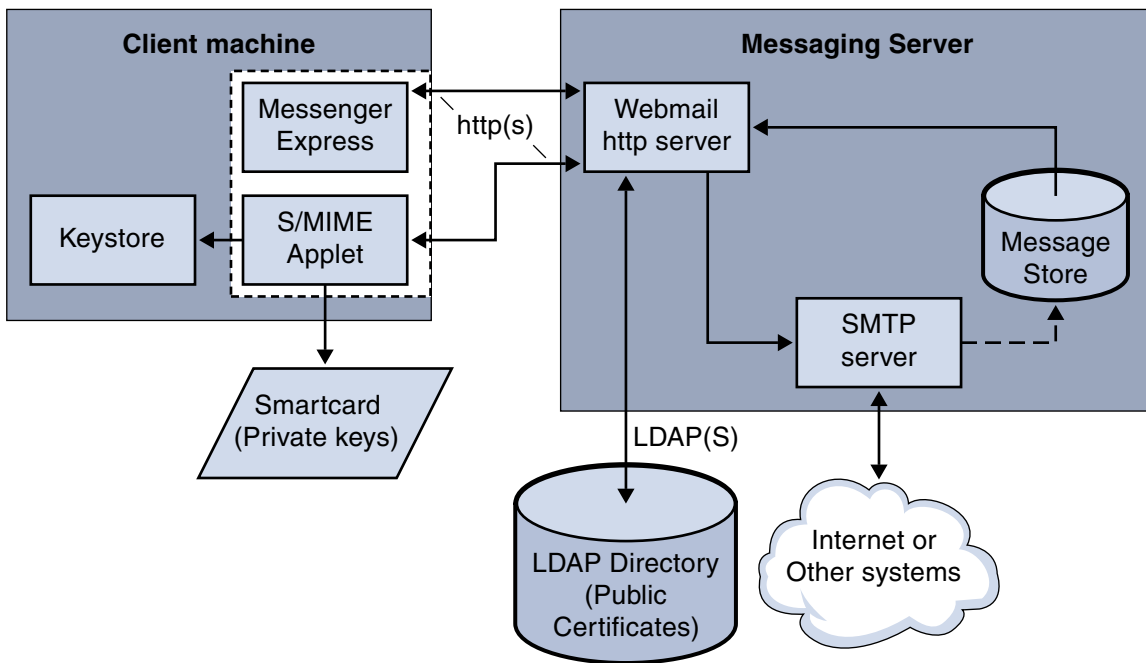 Client machine
Messaging Server
Messenger
Express
http(s)
Webmail
http server
Keystore
S/MIME
Applet
Message
Store
SMTP
server
Smartcard
(Private keys)
LDAP(S)
LDAP Directory
(Public
Certificates)
Internet or
Other systems